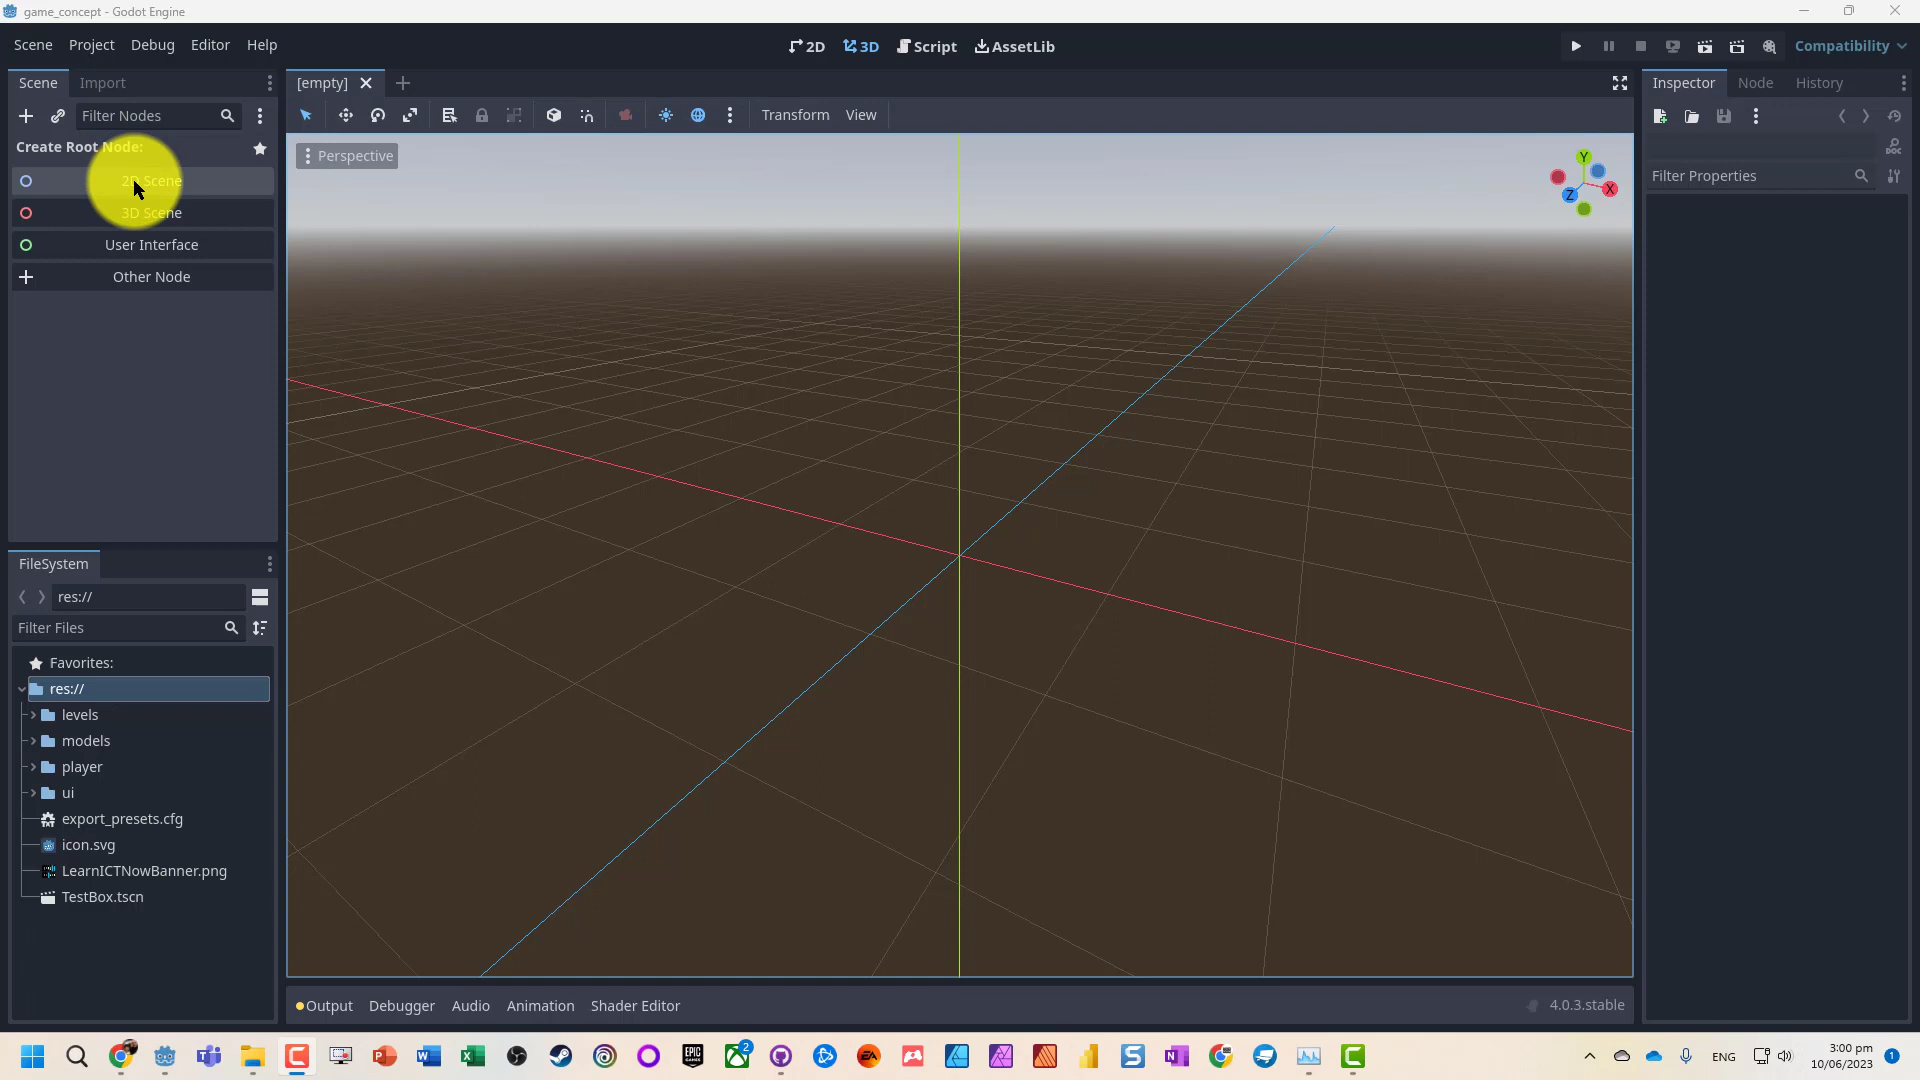 game_concept - Godot Engine
Scene Project Debug Editor Help
2D 3D Script AssetLib
Compatibility
Scene Import
[empty]
Inspector Node History
Filter Nodes
Transform View
Create Root Node:
Perspective
2D Scene
3D Scene
User Interface
Other Node
Y
X
Z
DOC
Filter Properties
FileSystem
res://
Filter Files
Favorites:
res://
levels
models
player
ui
export_presets.cfg
icon.svg
LearnICTNowBanner.png
TestBox.tscn
Output Debugger Audio Animation Shader Editor
4.0.3.stable
2
ENG
3:00 pm
10/06/2023
1